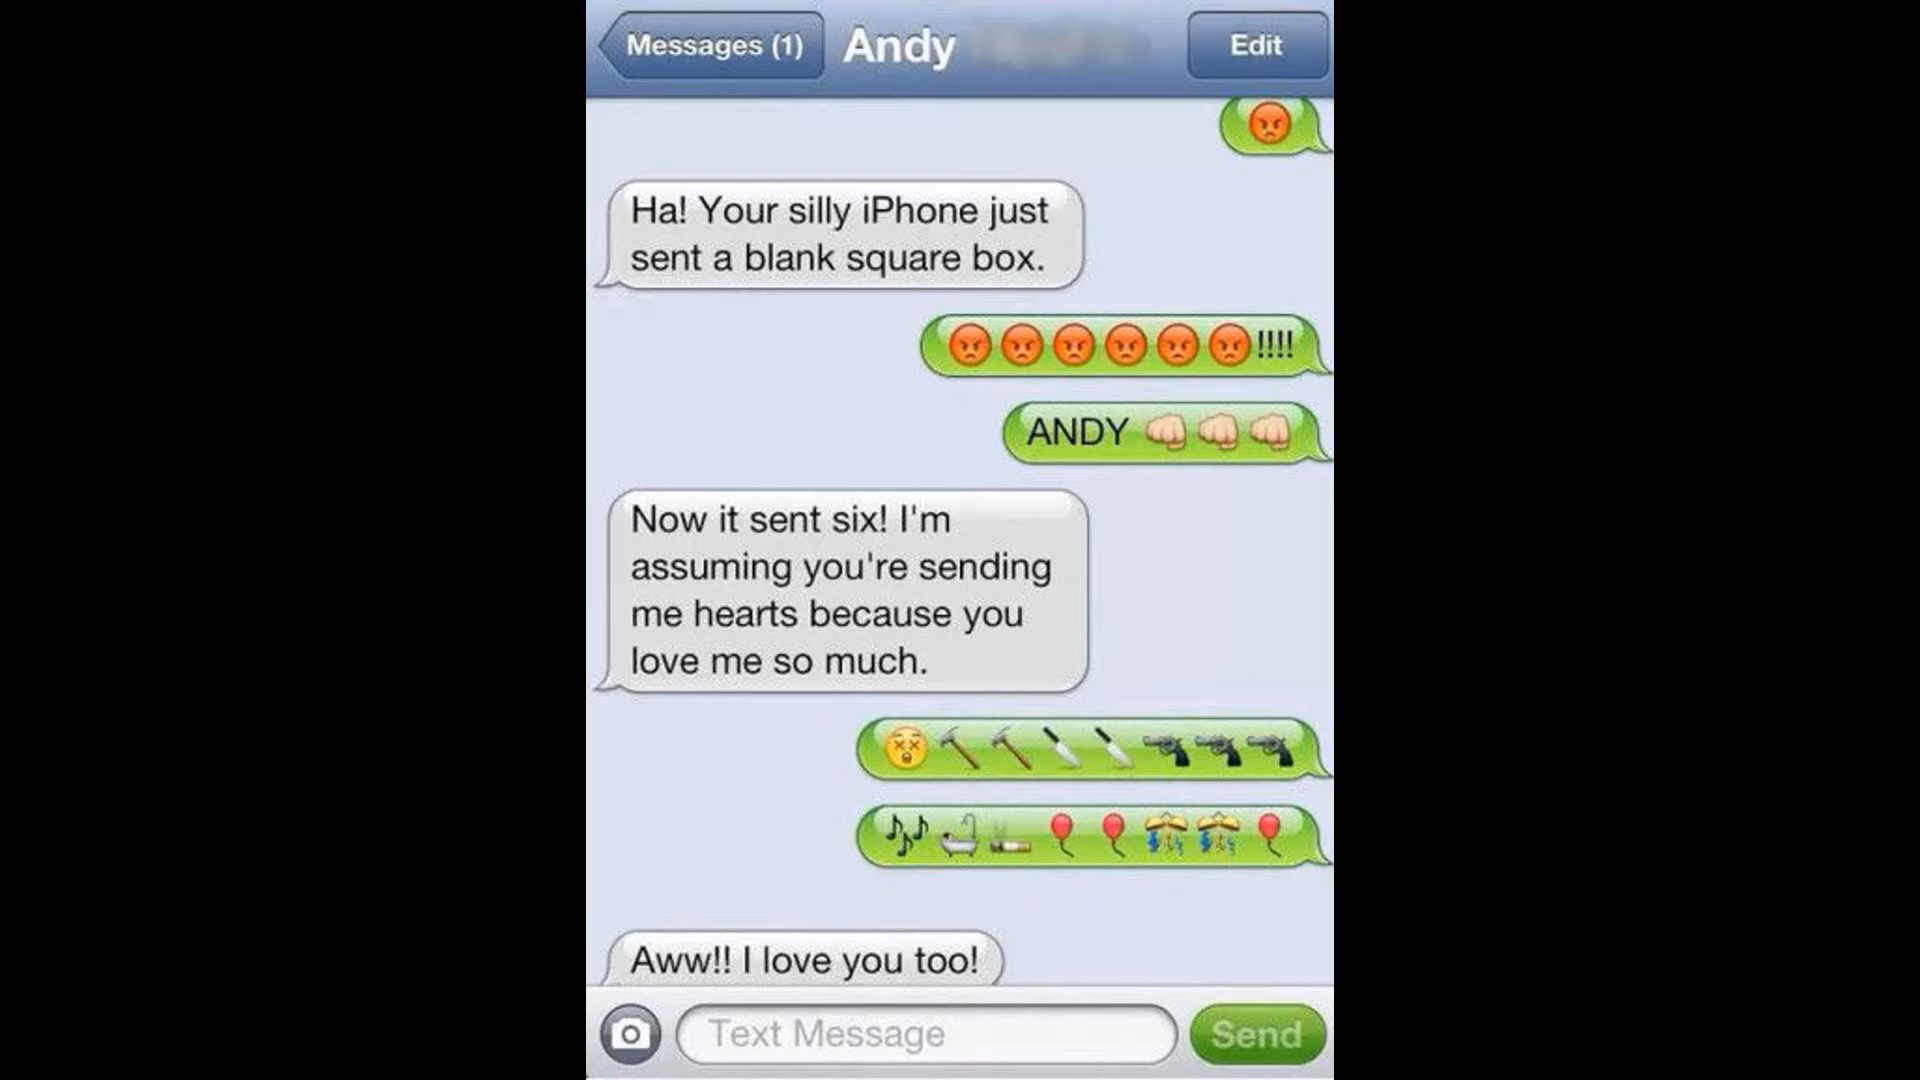 Messages (1) Andy Edit
😡
Ha! Your silly iPhone just
sent a blank square box.
😡😡😡😡😡😡!!!!
ANDY 👊👊👊
Now it sent six! I'm
assuming you're sending
me hearts because you
love me so much.
😲🔨🔨🔪🔪🔫🔫🔫
🎶🛀🚬🎈🎈🎊🎊🎈
Aww!! I love you too!
Text Message Send